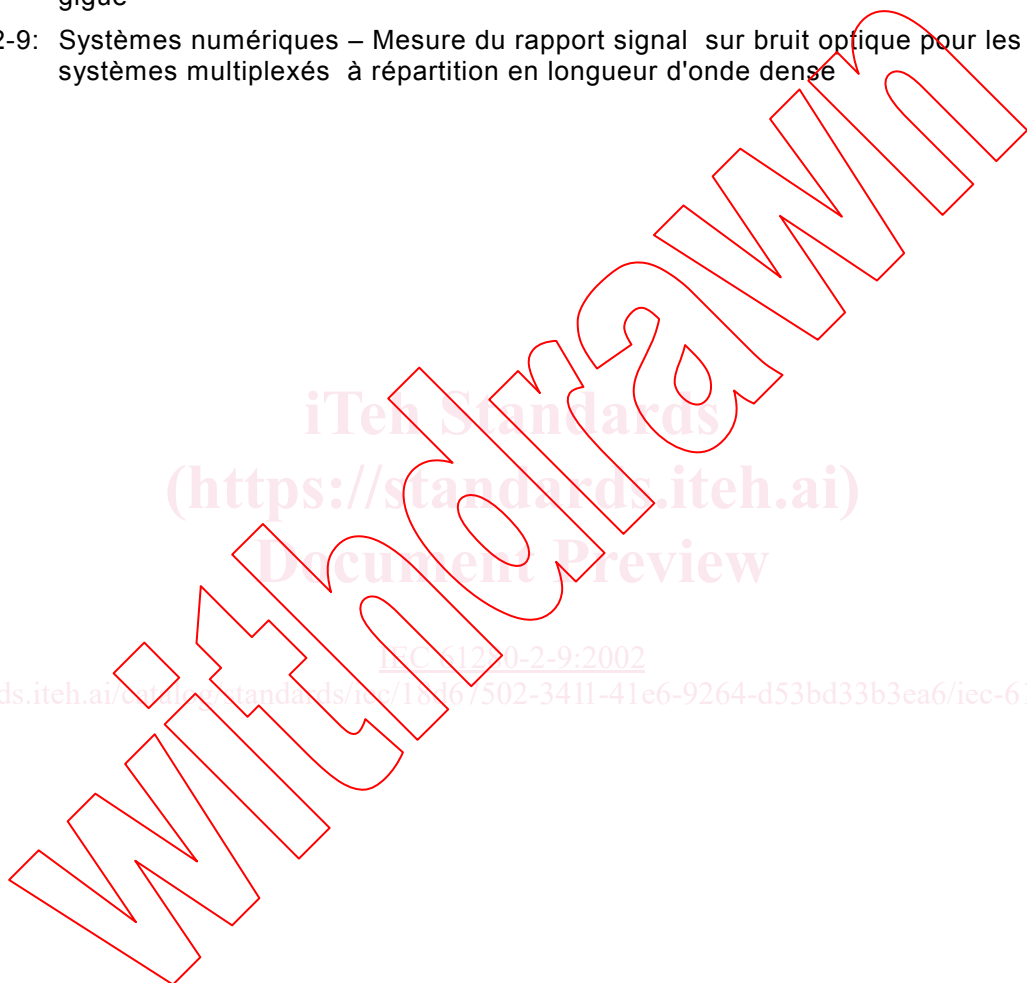 gigue
2-9: Systèmes numériques – Mesure du rapport signal sur bruit optique pour les
systèmes multiplexés à répartition en longueur d'onde dense
withdrawn
iTeh Standards
(https://standards.iteh.ai)
Document Preview
IEC 61280-2-9:2002
ds.iteh.ai/catalog/standards/iec/18d67502-3411-41e6-9264-d53bd33b3ea6/iec-61